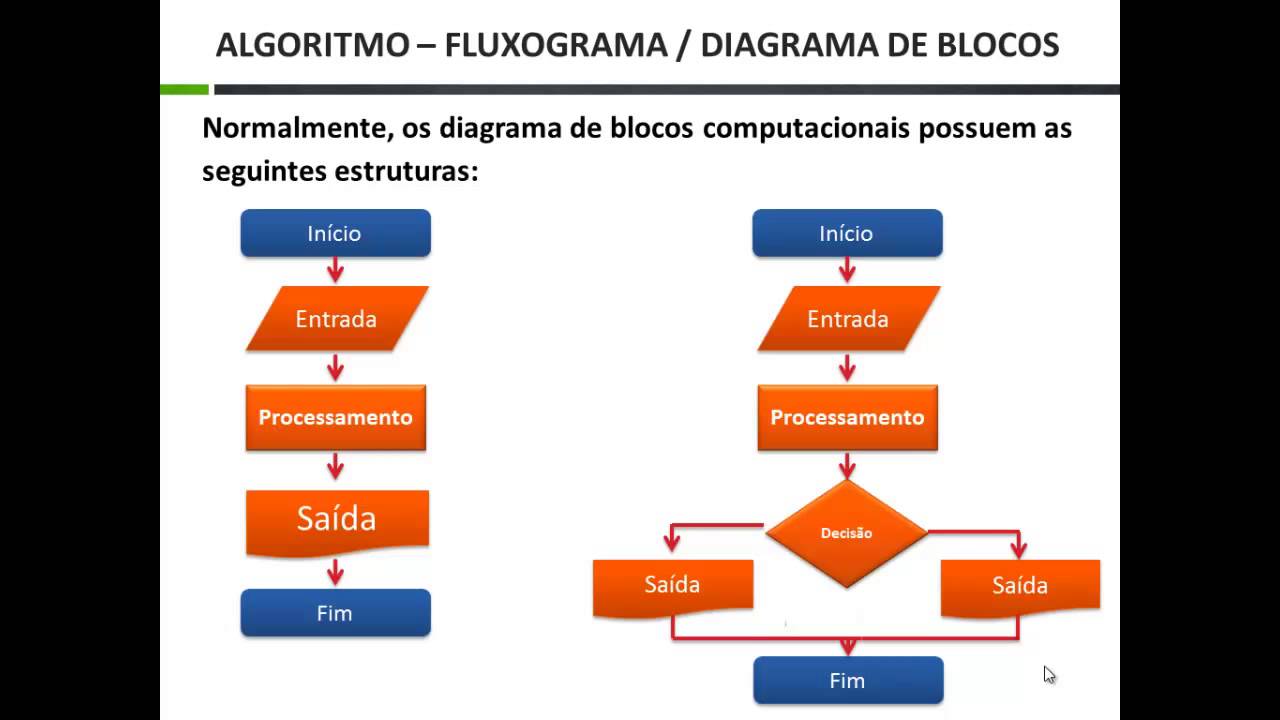 ALGORITMO – FLUXOGRAMA / DIAGRAMA DE BLOCOS
Normalmente, os diagrama de blocos computacionais possuem as
seguintes estruturas:
Início
Entrada
Processamento
Saída
Fim
Início
Entrada
Processamento
Decisão
Saída
Saída
Fim